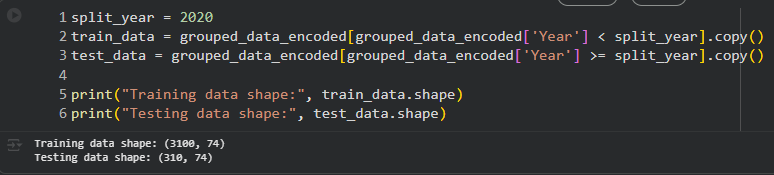 1 split_year = 2020
2 train_data = grouped_data_encoded[grouped_data_encoded['Year'] < split_year].copy()
3 test_data = grouped_data_encoded[grouped_data_encoded['Year'] >= split_year].copy()
4
5 print("Training data shape:", train_data.shape)
6 print("Testing data shape:", test_data.shape)
Training data shape: (3100, 74)
Testing data shape: (310, 74)